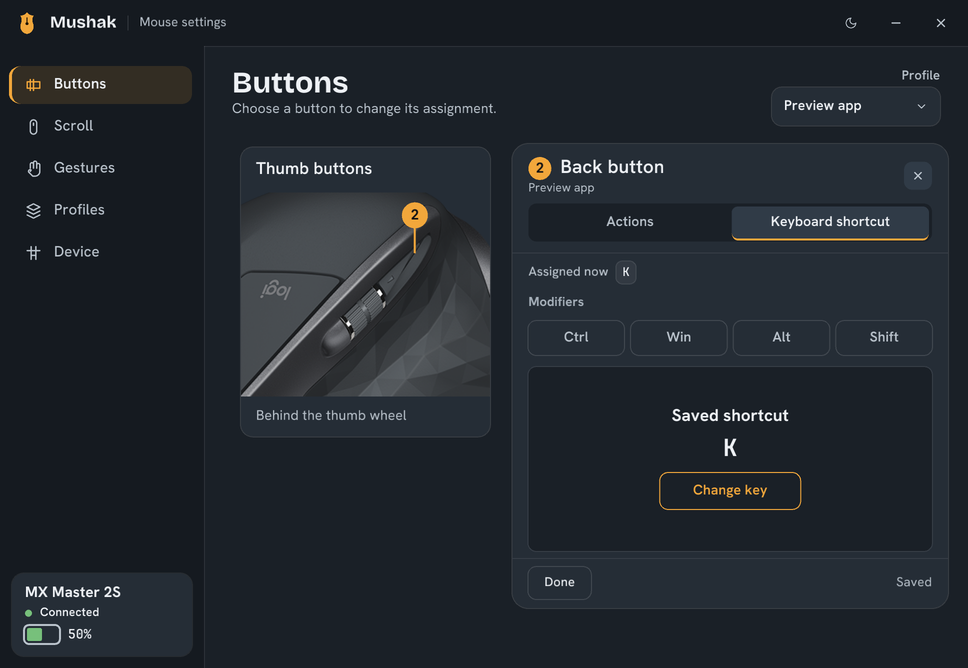 Mushak
Mouse settings
Buttons
Scroll
Gestures
Profiles
Device
MX Master 2S
Connected
50%
Buttons
Choose a button to change its assignment.
Profile
Preview app
Thumb buttons
2
logi
Behind the thumb wheel
2 Back button
Preview app
Actions
Keyboard shortcut
Assigned now K
Modifiers
Ctrl
Win
Alt
Shift
Saved shortcut
K
Change key
Done
Saved